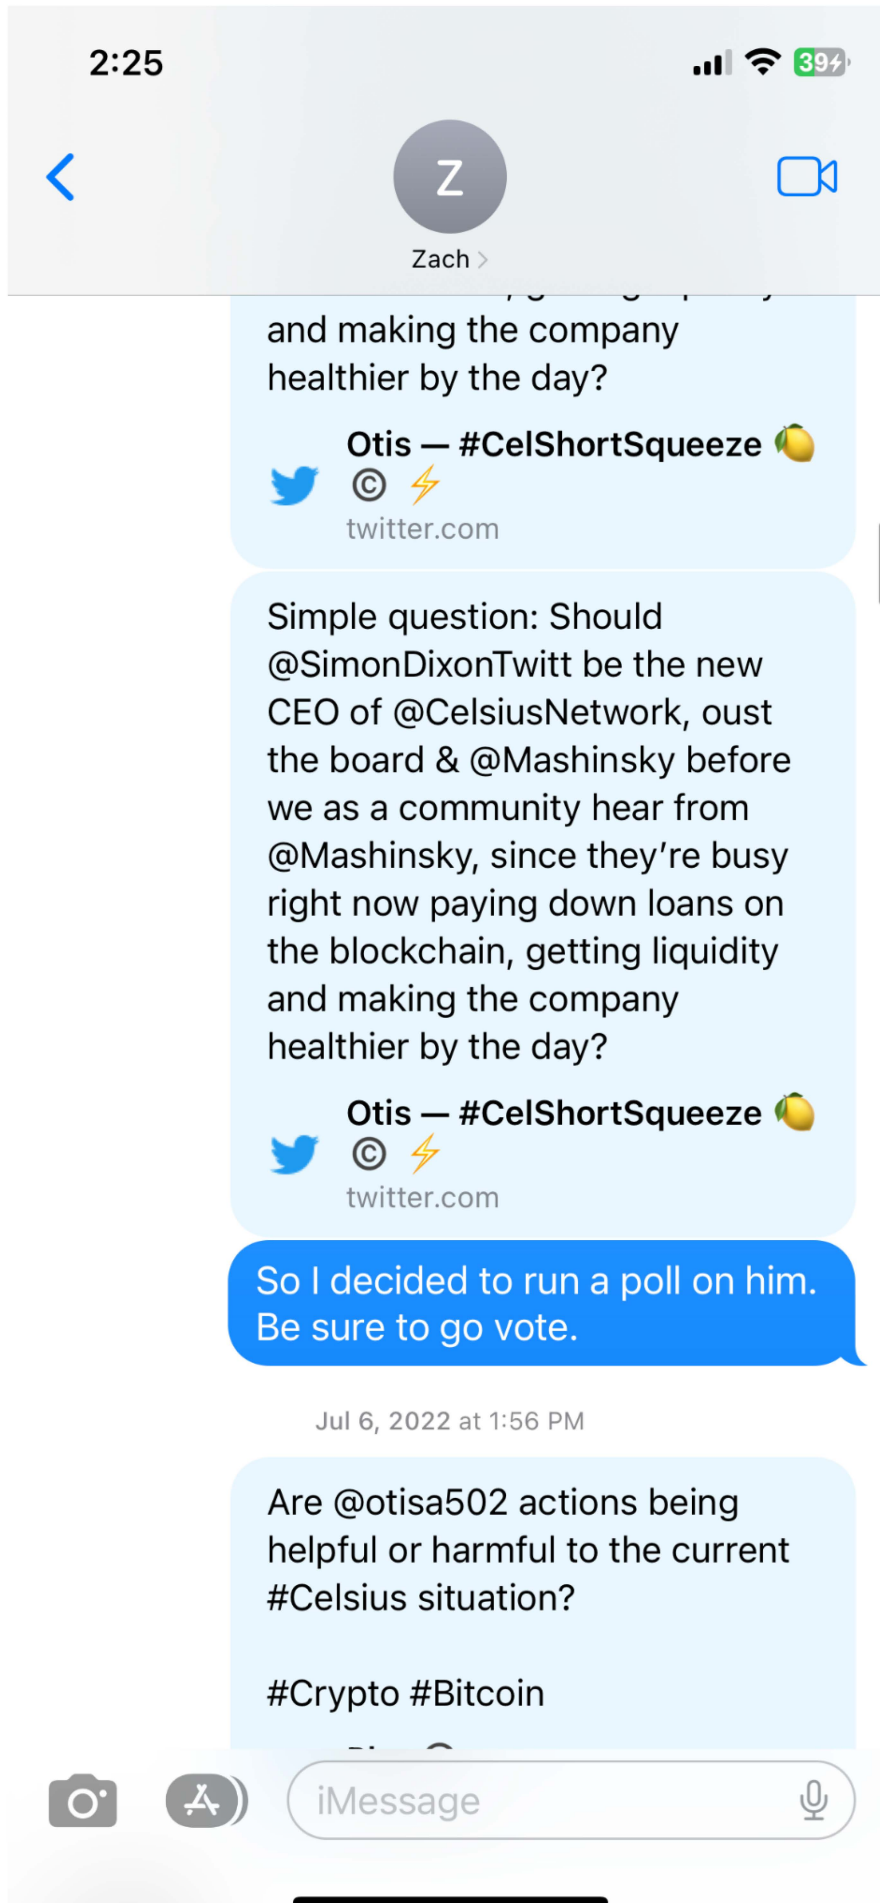 2:25
39
Z
Zach
and making the company
healthier by the day?
Otis — #CelShortSqueeze 🍋
© ⚡
twitter.com
Simple question: Should
@SimonDixonTwitt be the new
CEO of @CelsiusNetwork, oust
the board & @Mashinsky before
we as a community hear from
@Mashinsky, since they’re busy
right now paying down loans on
the blockchain, getting liquidity
and making the company
healthier by the day?
Otis — #CelShortSqueeze 🍋
© ⚡
twitter.com
So I decided to run a poll on him.
Be sure to go vote.
Jul 6, 2022 at 1:56 PM
Are @otisa502 actions being
helpful or harmful to the current
#Celsius situation?
#Crypto #Bitcoin
iMessage